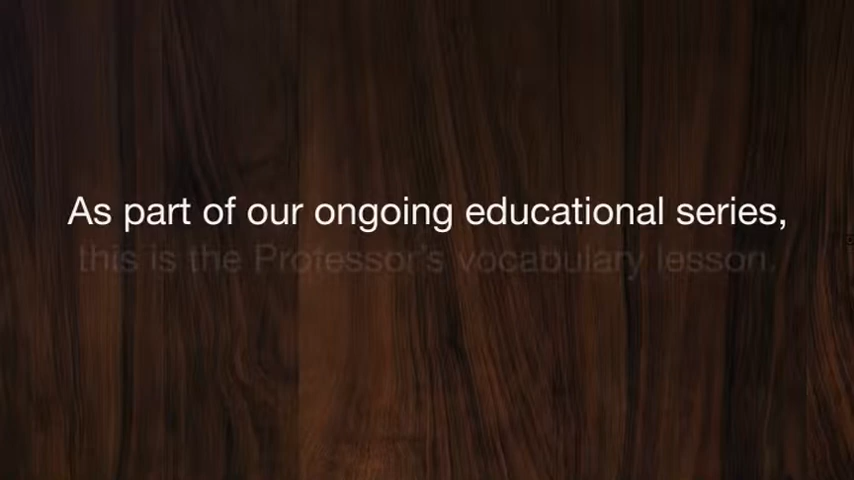 As part of our ongoing educational series,
this is the Professor's vocabulary lesson.